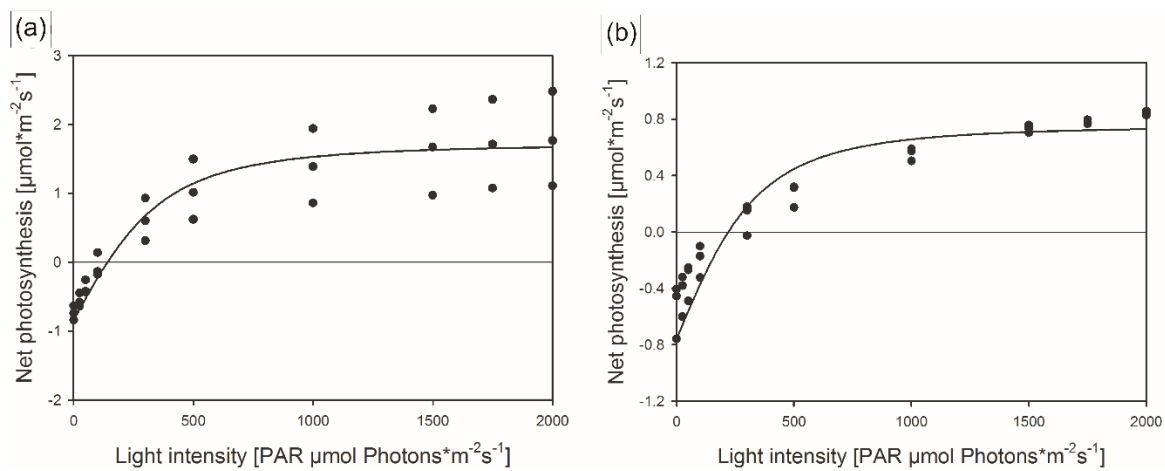 (a)
Net photosynthesis [µmol*m⁻²s⁻¹]
3
2
1
0
-1
-2
0 500 1000 1500 2000
Light intensity [PAR µmol Photons*m⁻²s⁻¹]
(b)
Net photosynthesis [µmol*m⁻²s⁻¹]
1.2
0.8
0.4
0.0
-0.4
-0.8
-1.2
0 500 1000 1500 2000
Light intensity [PAR µmol Photons*m⁻²s⁻¹]